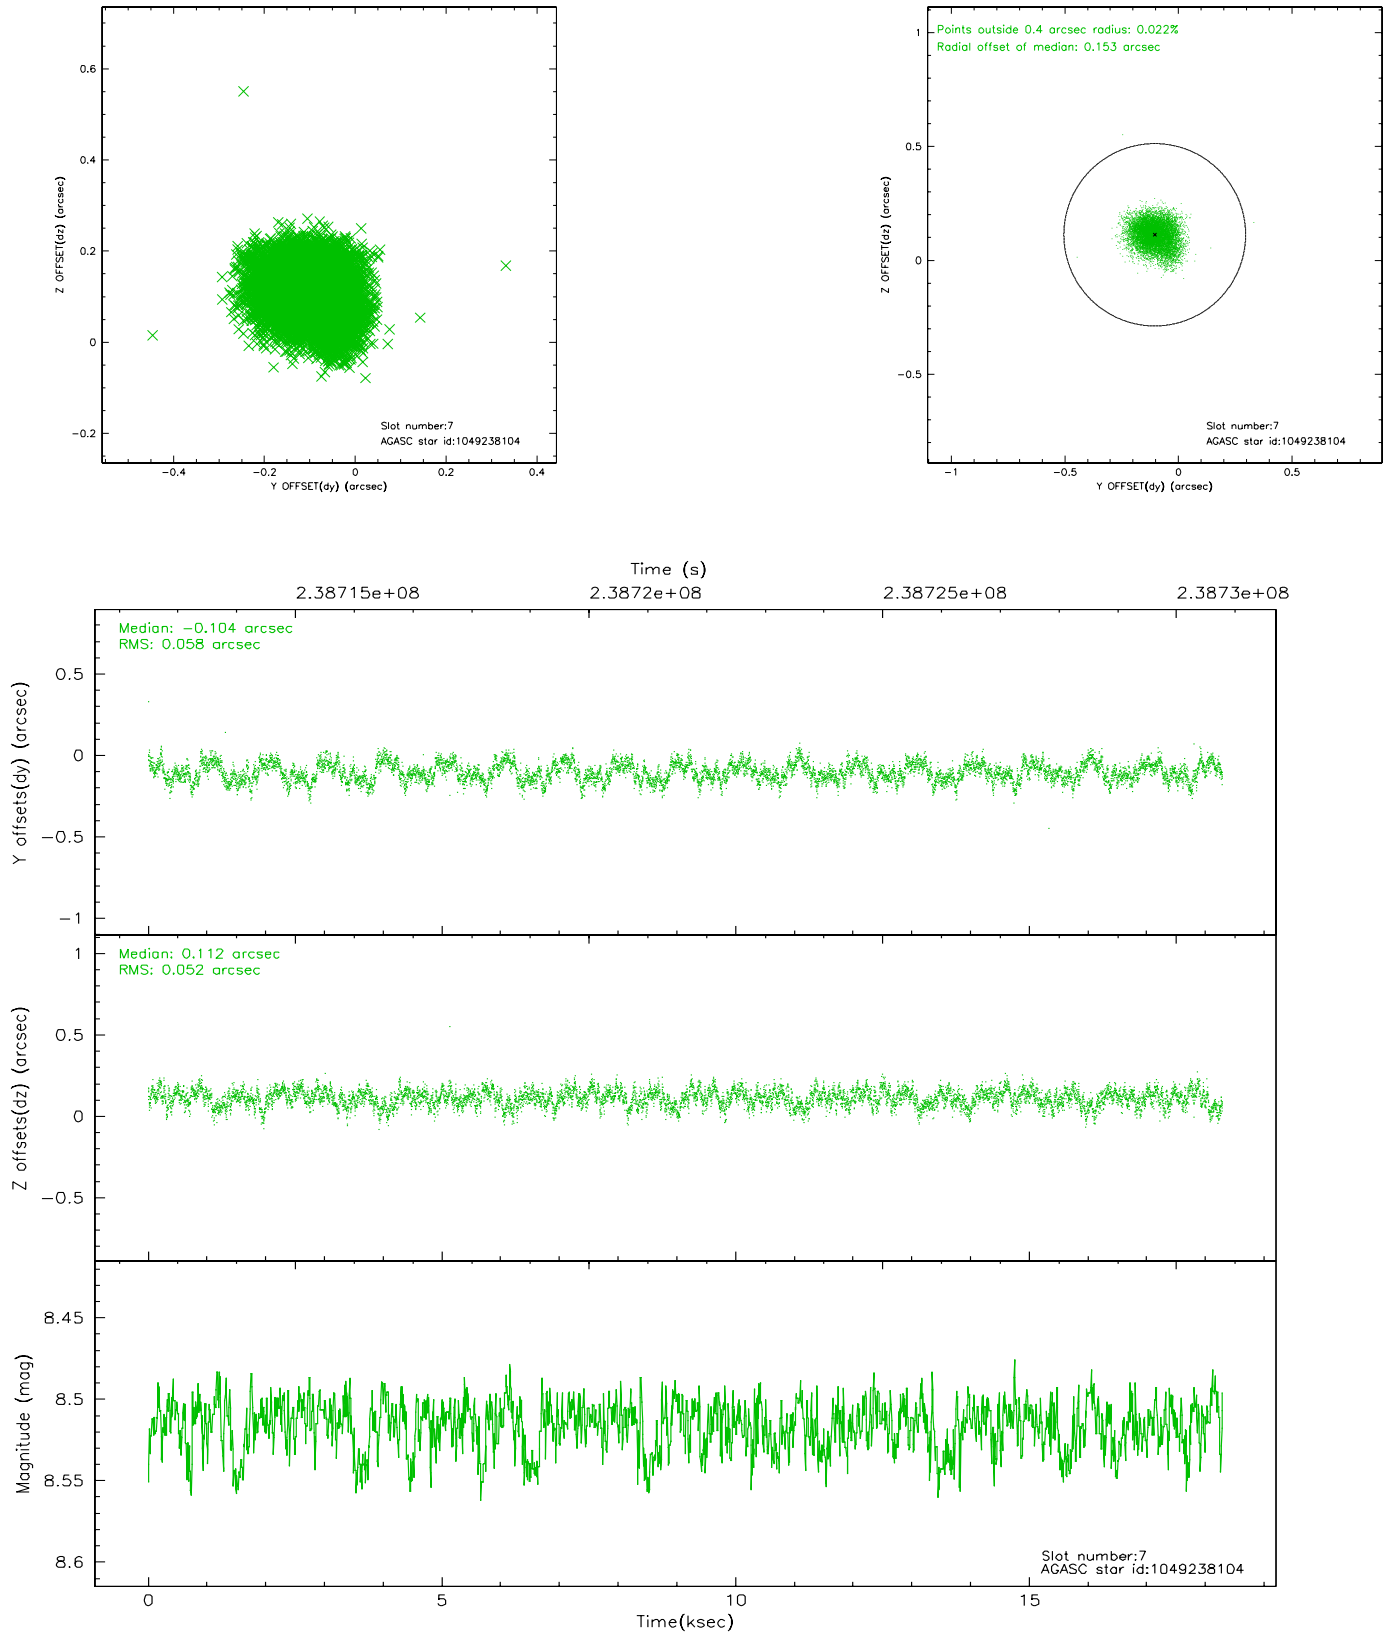 0.6
0.4
0.2
0
−0.2
Z OFFSET(dz) (arcsec)
Slot number:7
AGASC star id:1049238104
−0.4 −0.2 0 0.2 0.4
Y OFFSET(dy) (arcsec)
Points outside 0.4 arcsec radius: 0.022%
Radial offset of median: 0.153 arcsec
1
0.5
0
−0.5
Z OFFSET(dz) (arcsec)
Slot number:7
AGASC star id:1049238104
−1 −0.5 0 0.5
Y OFFSET(dy) (arcsec)
Time (s)
2.38715e+08 2.3872e+08 2.38725e+08 2.3873e+08
Median: −0.104 arcsec
RMS: 0.058 arcsec
0.5
0
−0.5
−1
Y offsets(dy) (arcsec)
Median: 0.112 arcsec
RMS: 0.052 arcsec
1
0.5
0
−0.5
Z offsets(dz) (arcsec)
8.45
8.5
8.55
8.6
Magnitude (mag)
Slot number:7
AGASC star id:1049238104
0 5 10 15
Time(ksec)